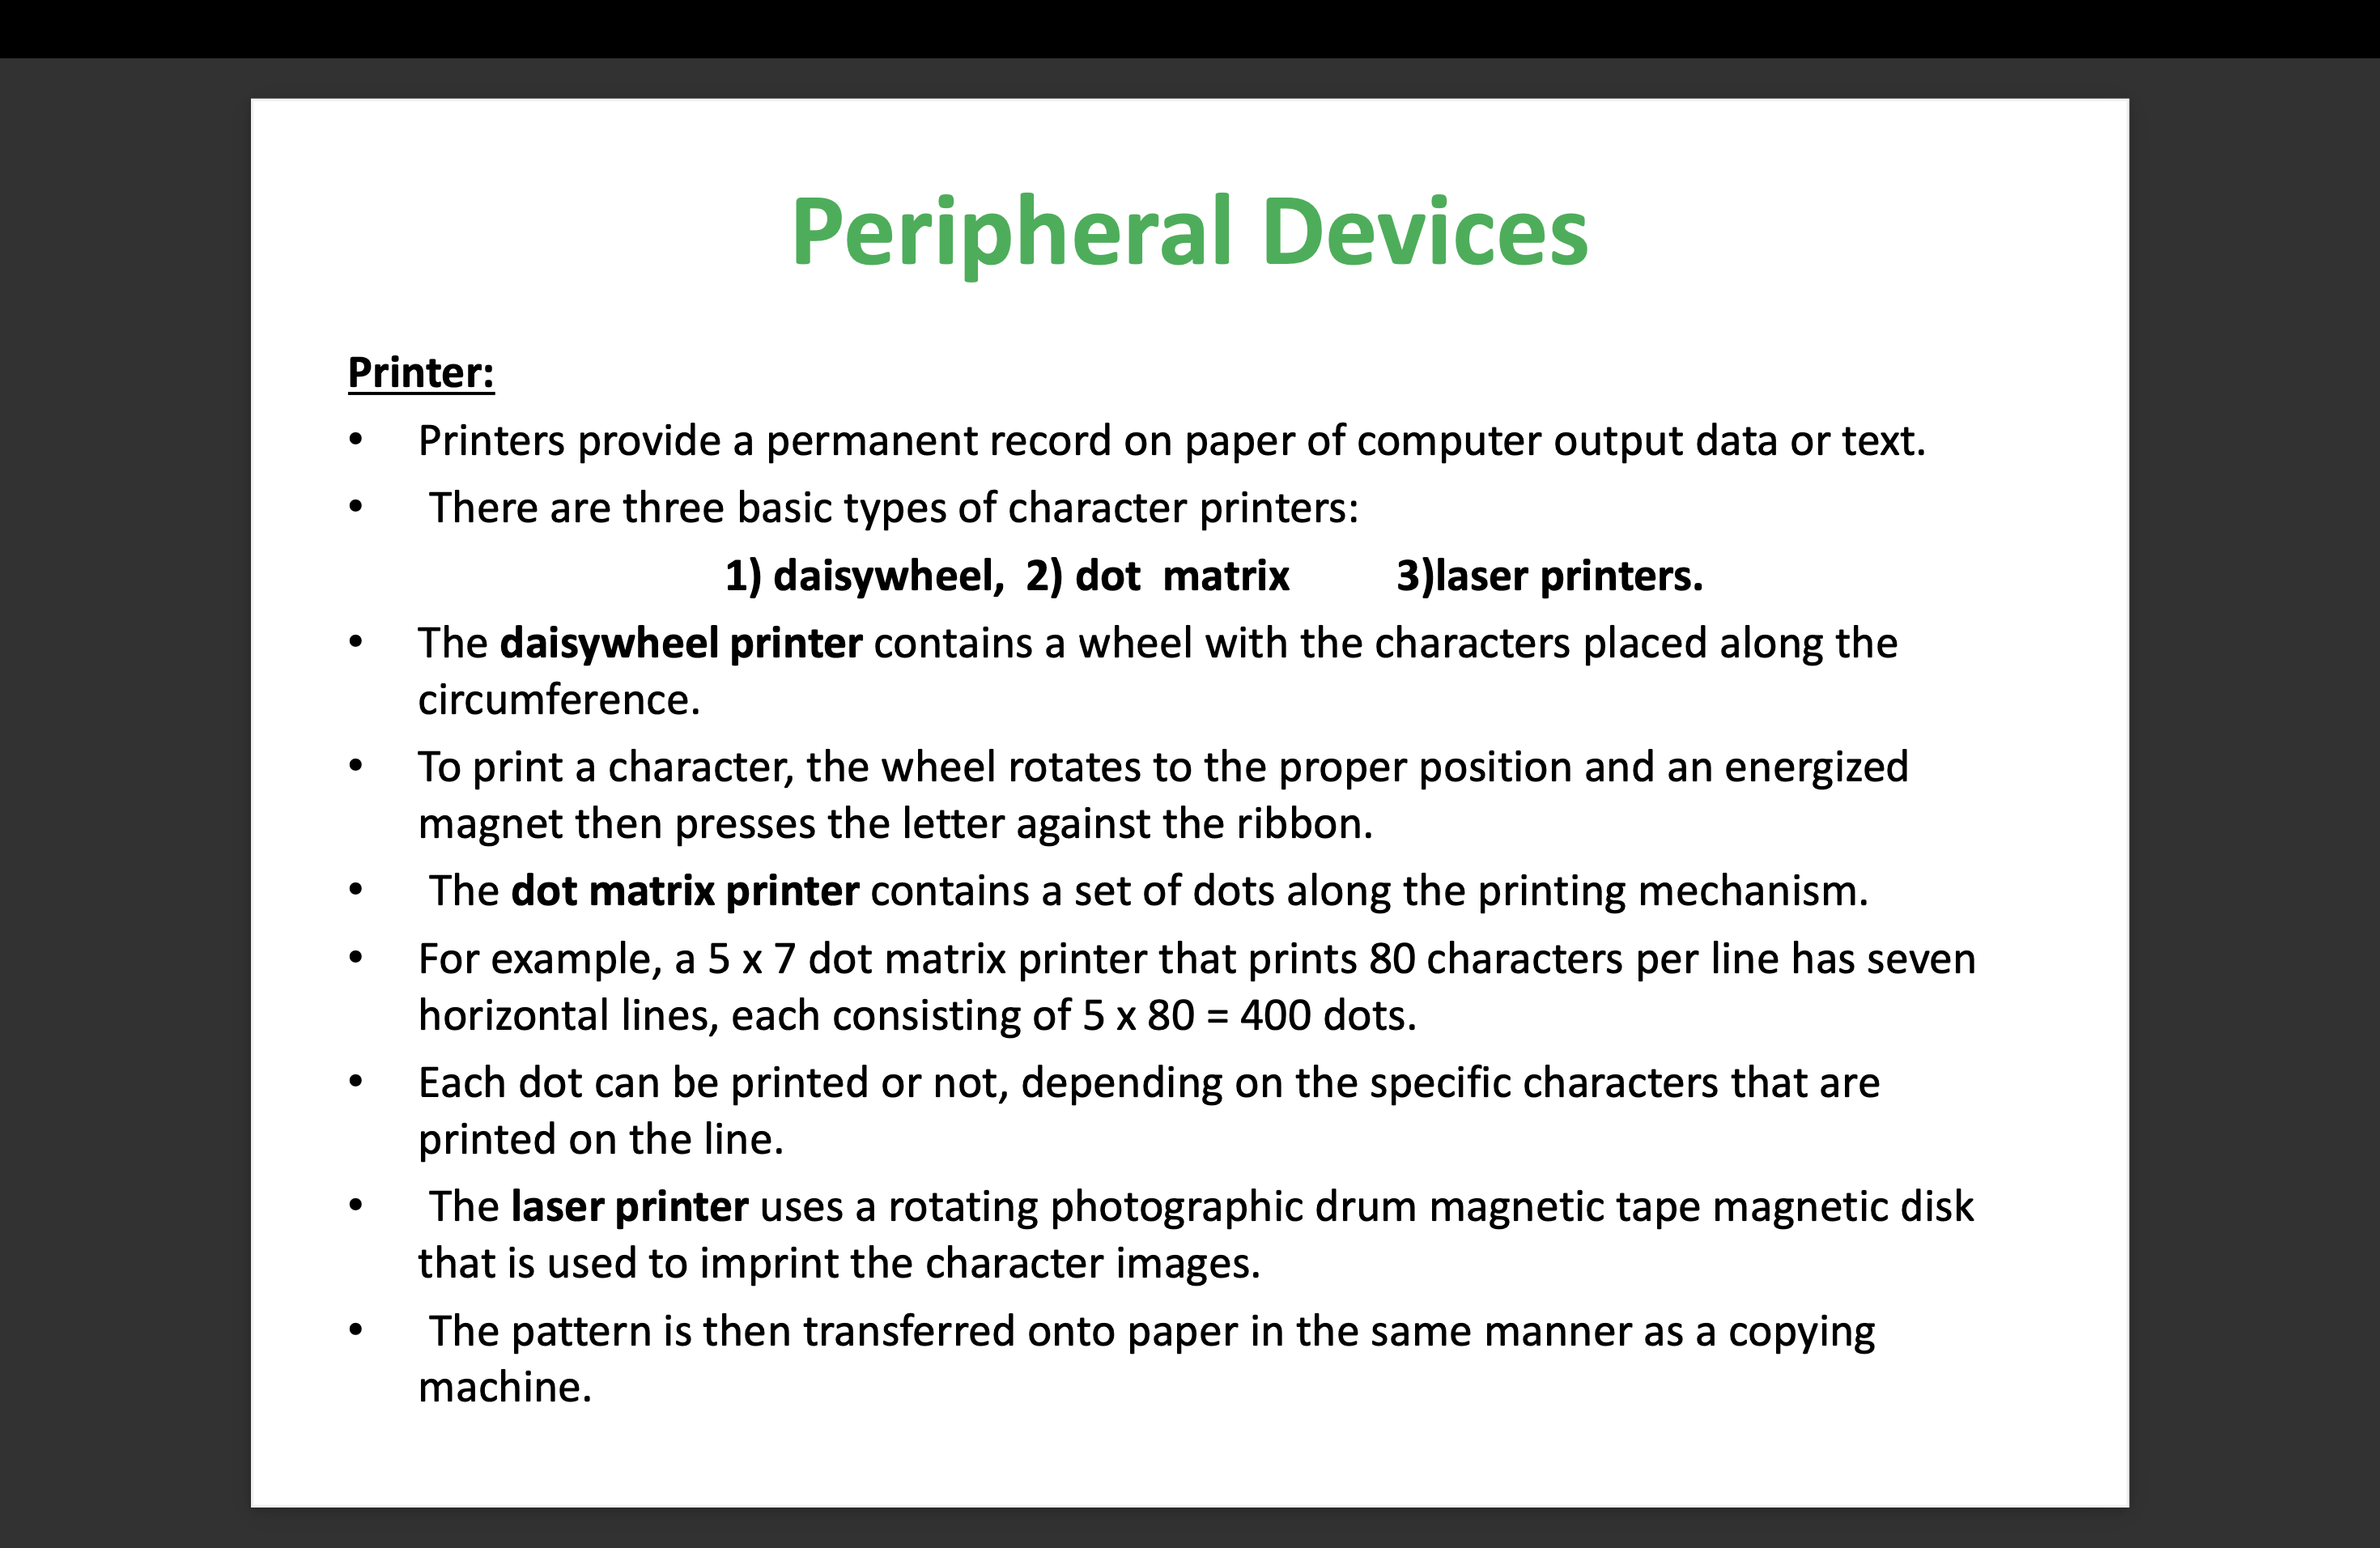 Peripheral Devices
Printer:
• Printers provide a permanent record on paper of computer output data or text.
• There are three basic types of character printers:
1) daisywheel, 2) dot matrix 3)laser printers.
• The daisywheel printer contains a wheel with the characters placed along the
circumference.
• To print a character, the wheel rotates to the proper position and an energized
magnet then presses the letter against the ribbon.
• The dot matrix printer contains a set of dots along the printing mechanism.
• For example, a 5 x 7 dot matrix printer that prints 80 characters per line has seven
horizontal lines, each consisting of 5 x 80 = 400 dots.
• Each dot can be printed or not, depending on the specific characters that are
printed on the line.
• The laser printer uses a rotating photographic drum magnetic tape magnetic disk
that is used to imprint the character images.
• The pattern is then transferred onto paper in the same manner as a copying
machine.